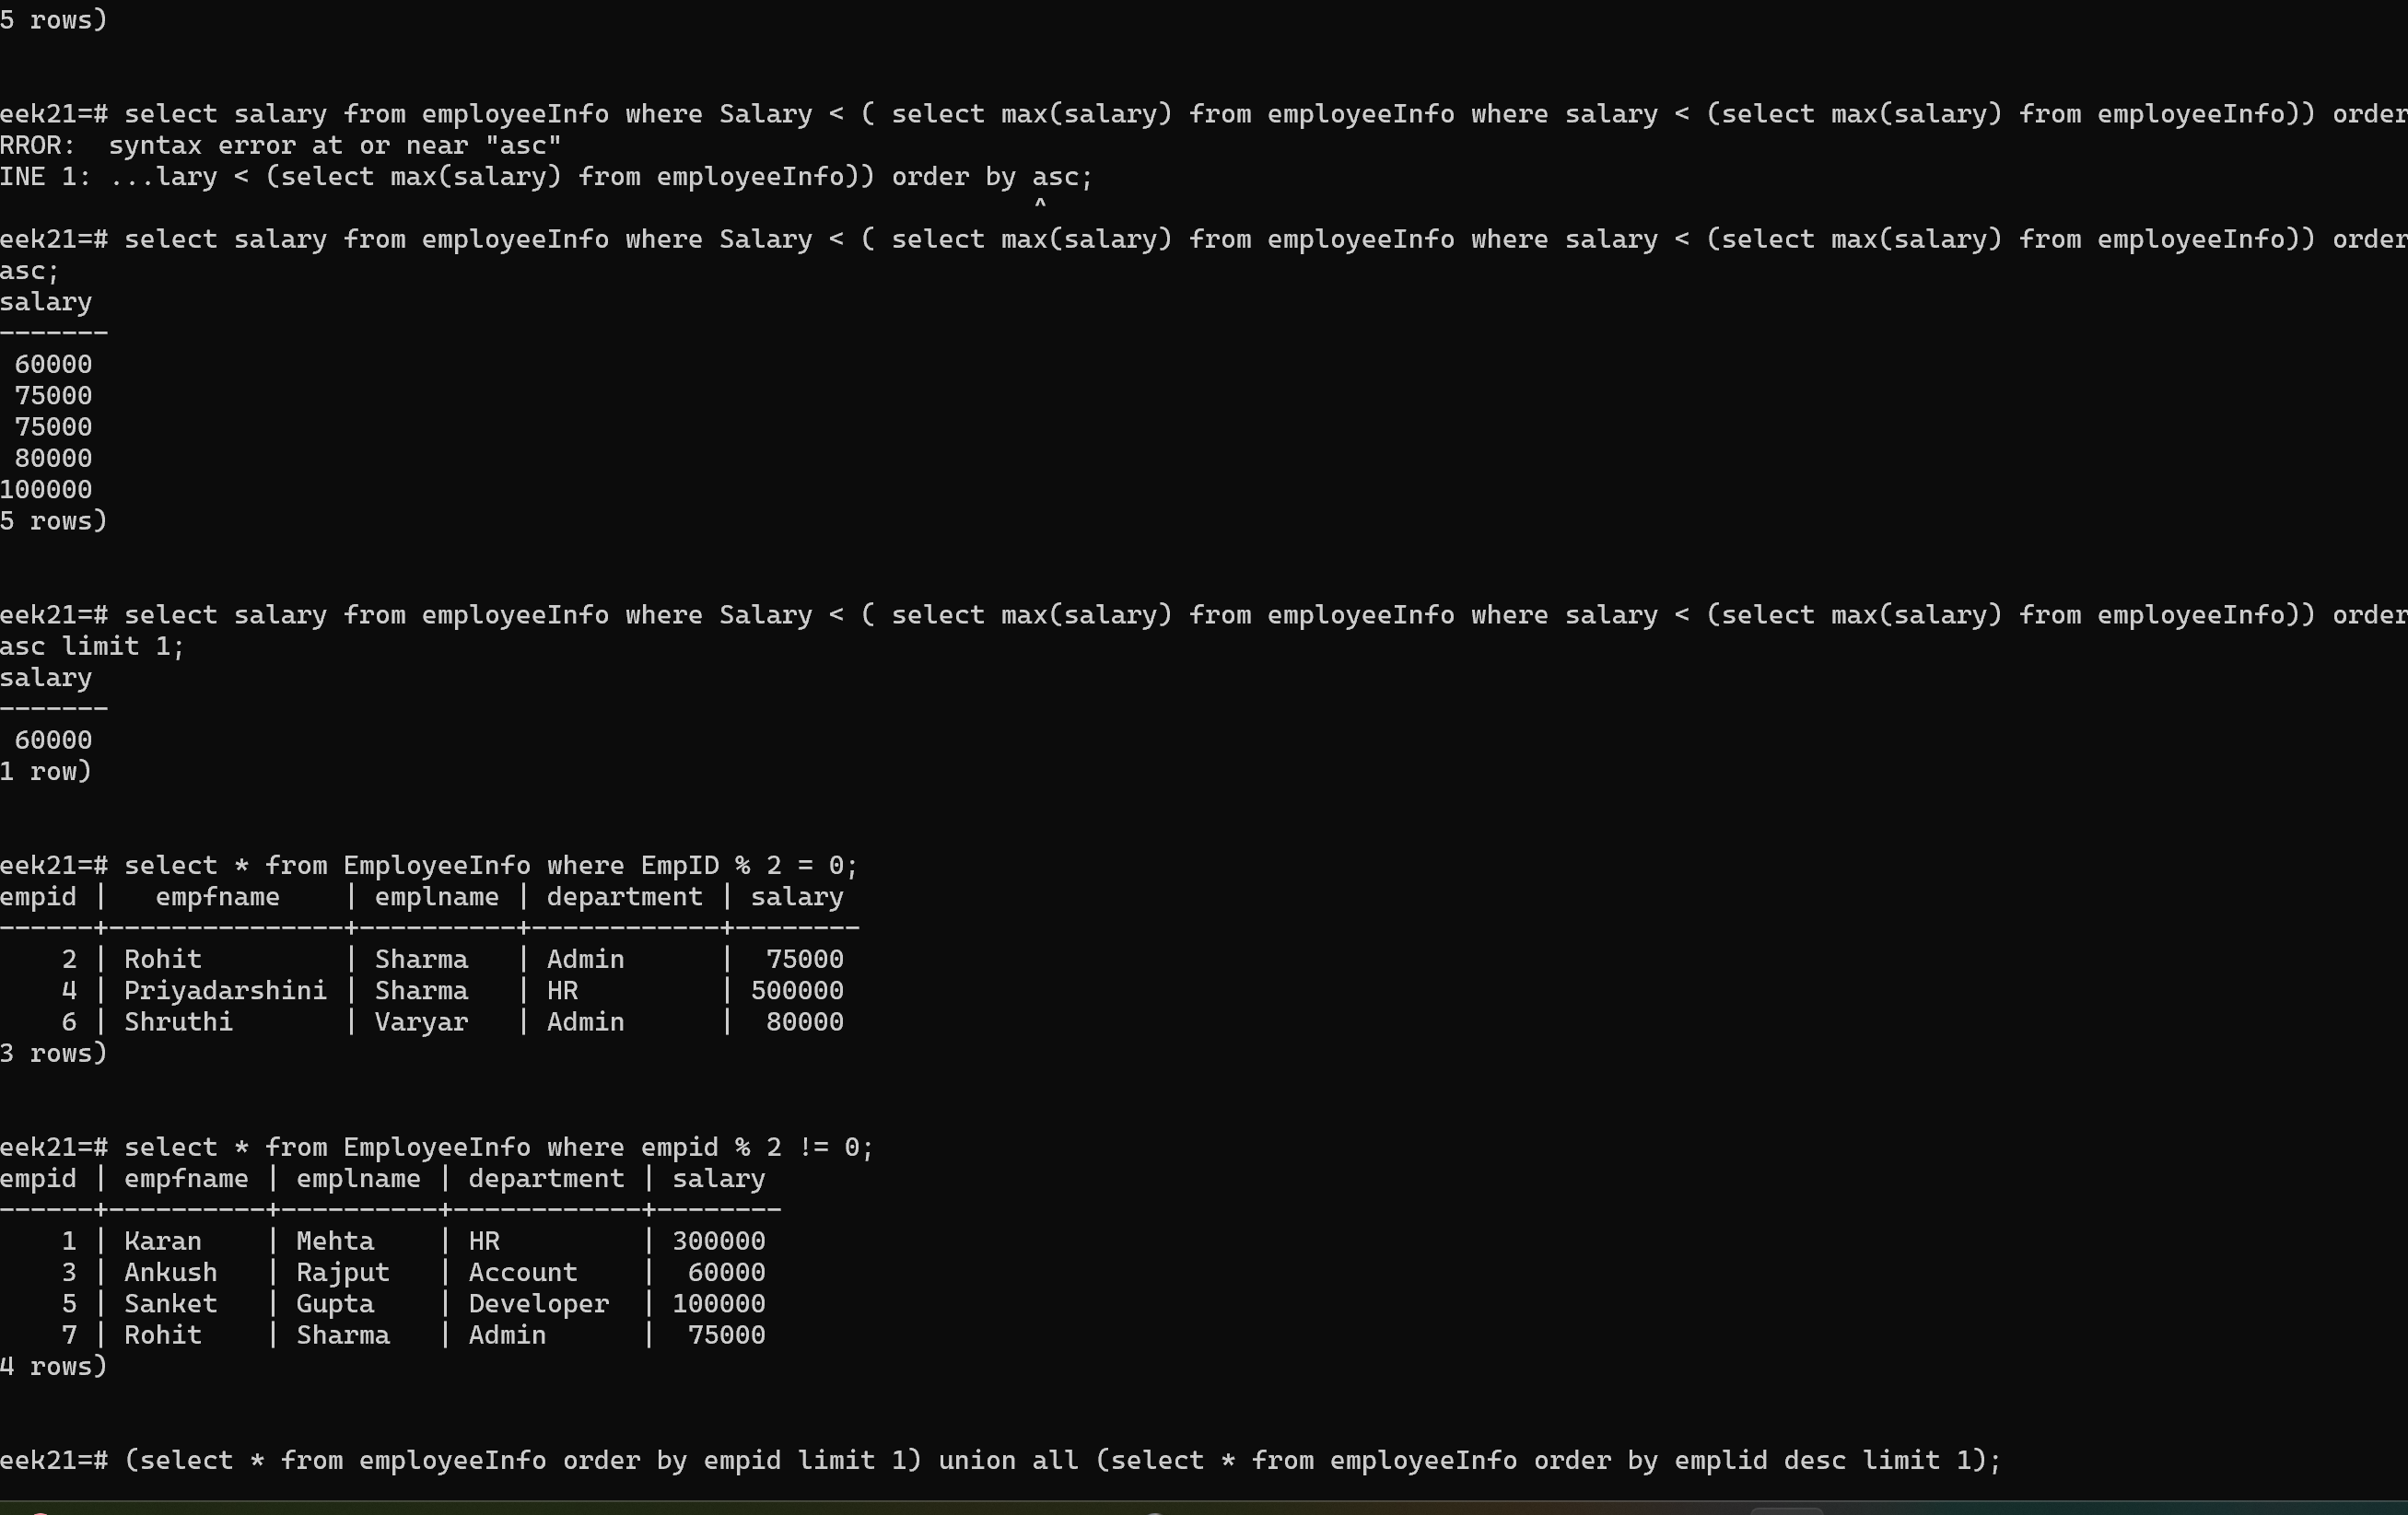 5 rows)
eek21=# select salary from employeeInfo where Salary < ( select max(salary) from employeeInfo where salary < (select max(salary) from employeeInfo)) order
RROR:  syntax error at or near "asc"
INE 1: ...lary < (select max(salary) from employeeInfo)) order by asc;
^
eek21=# select salary from employeeInfo where Salary < ( select max(salary) from employeeInfo where salary < (select max(salary) from employeeInfo)) order
asc;
salary
-------
60000
75000
75000
80000
100000
5 rows)
eek21=# select salary from employeeInfo where Salary < ( select max(salary) from employeeInfo where salary < (select max(salary) from employeeInfo)) order
asc limit 1;
salary
-------
60000
1 row)
eek21=# select * from EmployeeInfo where EmpID % 2 = 0;
empid |   empfname    | emplname | department | salary
------+---------------+----------+------------+--------
    2 | Rohit         | Sharma   | Admin      |  75000
    4 | Priyadarshini | Sharma   | HR         | 500000
    6 | Shruthi       | Varyar   | Admin      |  80000
3 rows)
eek21=# select * from EmployeeInfo where empid % 2 != 0;
empid | empfname | emplname | department | salary
------+----------+----------+------------+--------
    1 | Karan    | Mehta    | HR         | 300000
    3 | Ankush   | Rajput   | Account    |  60000
    5 | Sanket   | Gupta    | Developer  | 100000
    7 | Rohit    | Sharma   | Admin      |  75000
4 rows)
eek21=# (select * from employeeInfo order by empid limit 1) union all (select * from employeeInfo order by emplid desc limit 1);